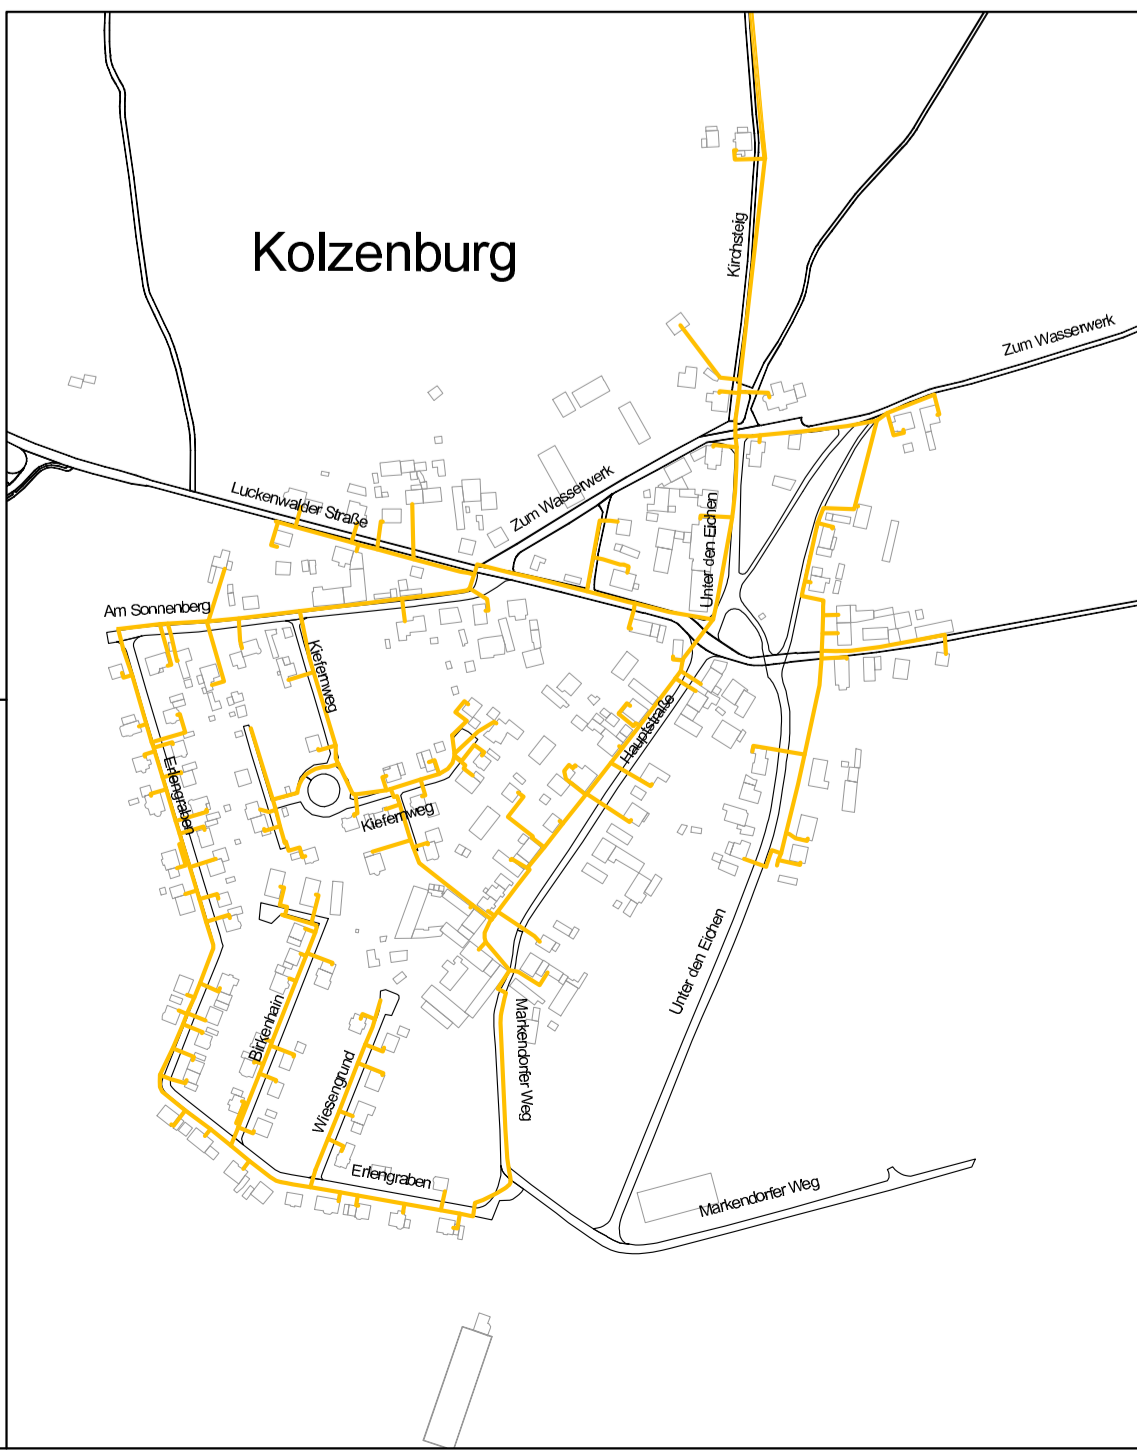 Kirchsteig
Kolzenburg
Zum Wasserwerk
Luckenwalder Straße
Zum Wasserwerk
Unter den Eichen
Am Sonnenberg
Kiefernweg
Hauptstraße
Erlengraben
Kiefernweg
Unter den Eichen
Birkenhain
Markendorfer Weg
Wiesengrund
Erlengraben
Markendorfer Weg